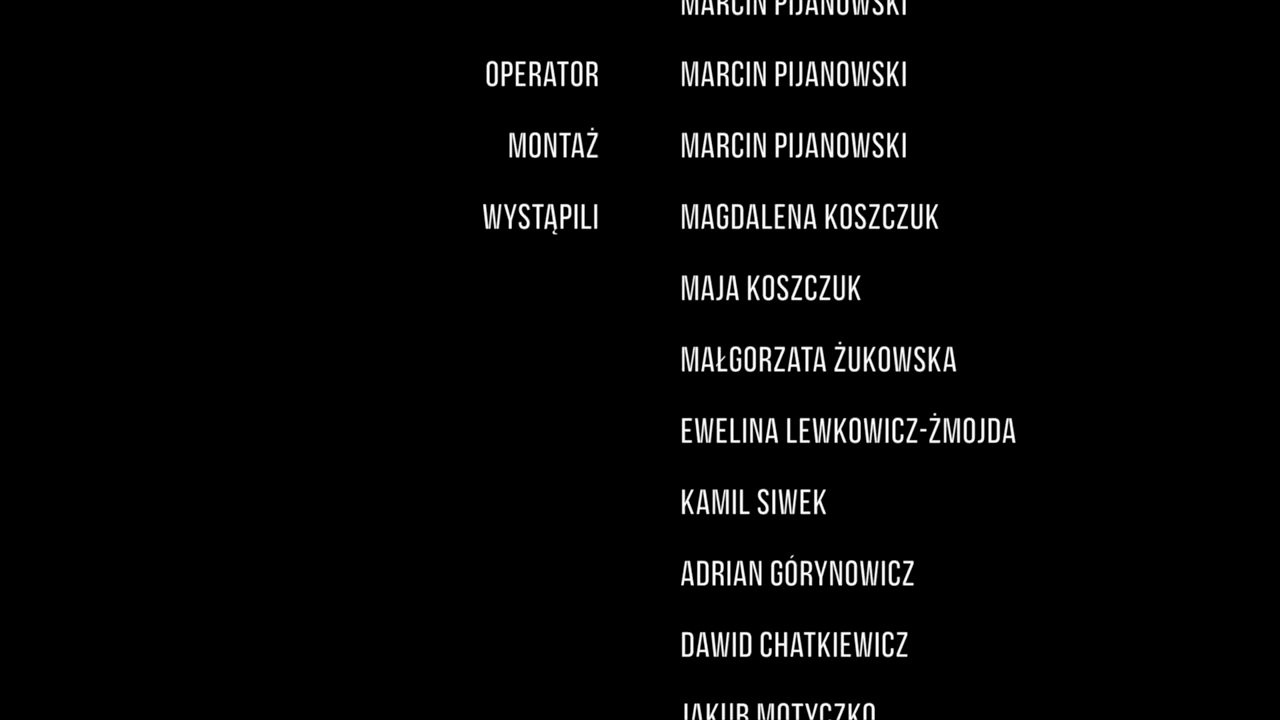 MARCIN PIJANOWSKI
OPERATOR MARCIN PIJANOWSKI
MONTAŻ MARCIN PIJANOWSKI
WYSTĄPILI MAGDALENA KOSZCZUK
MAJA KOSZCZUK
MAŁGORZATA ŻUKOWSKA
EWELINA LEWKOWICZ-ŻMOJDA
KAMIL SIWEK
ADRIAN GÓRYNOWICZ
DAWID CHATKIEWICZ
JAKUB MOTYCZKO